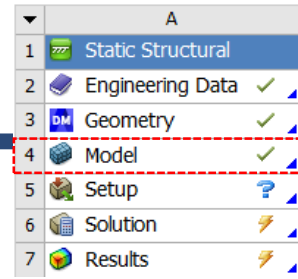 A
1 Static Structural
2 Engineering Data
3 DM Geometry
4 Model
5 Setup
6 Solution
7 Results